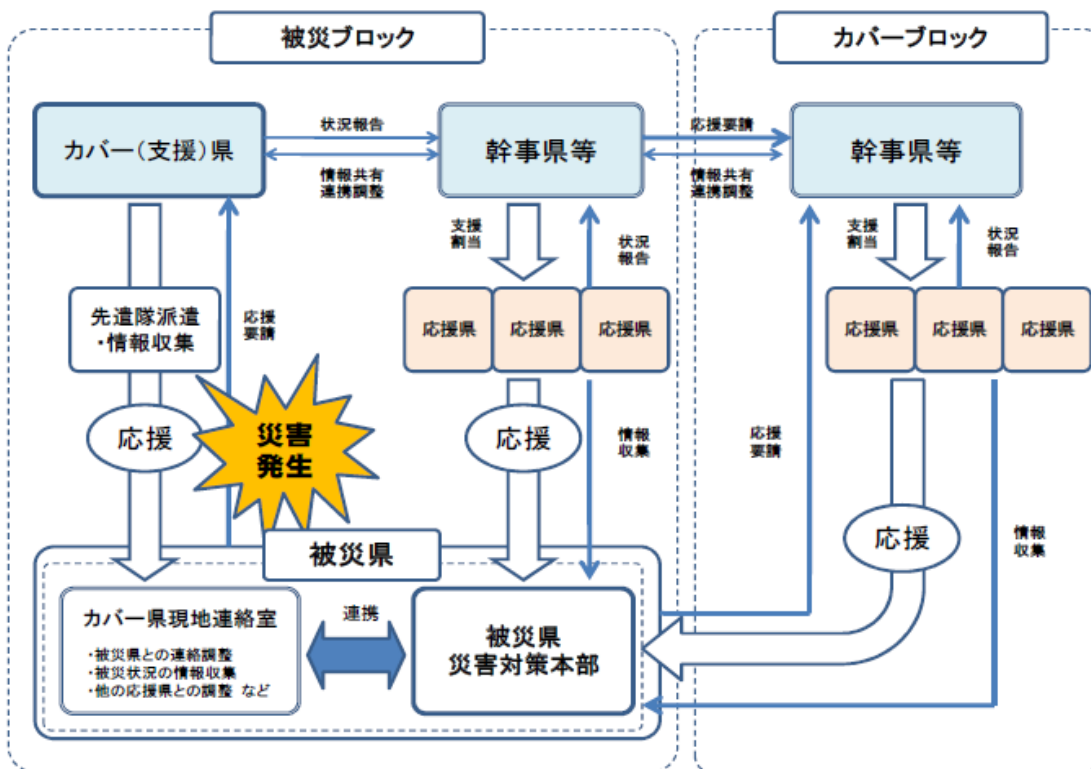 被災ブロック
カバーブロック
カバー（支援）県
状況報告
情報共有
連携調整
幹事県等
応援要請
情報共有
連携調整
幹事県等
支援
割当
状況
報告
支援
割当
状況
報告
先遣隊派遣
・情報収集
応援
要請
応援県
応援県
応援県
応援県
応援県
応援県
応援
災害
発生
応援
情報
収集
応援
要請
応援
情報
収集
被災県
カバー県現地連絡室
・被災県との連絡調整
・被災状況の情報収集
・他の応援県との調整 など
連携
被災県
災害対策本部